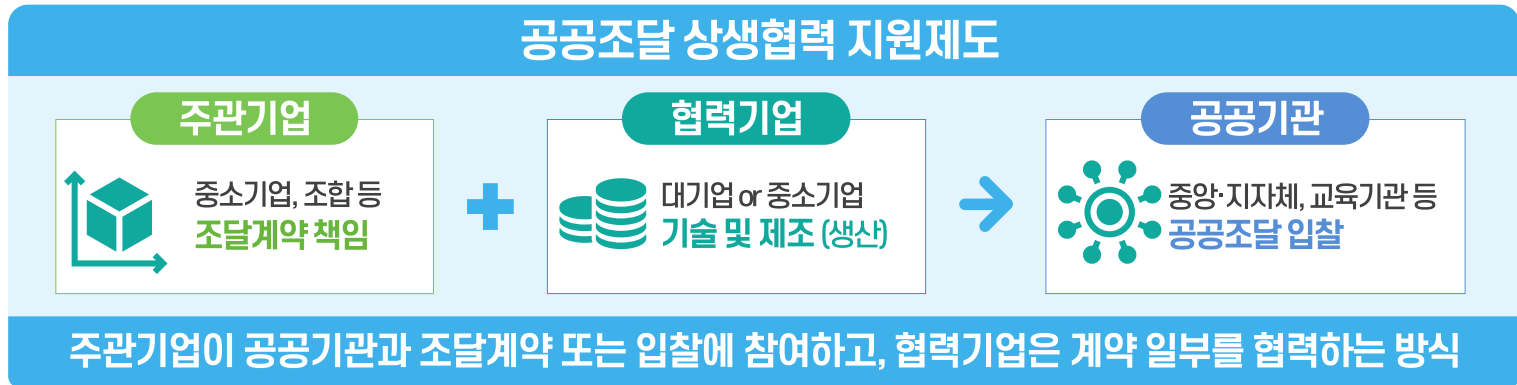 공공조달 상생협력 지원제도
주관기업
중소기업, 조합 등
조달계약 책임
협력기업
대기업 or 중소기업
기술 및 제조 (생산)
공공기관
중앙·지자체, 교육기관 등
공공조달 입찰
주관기업이 공공기관과 조달계약 또는 입찰에 참여하고, 협력기업은 계약 일부를 협력하는 방식